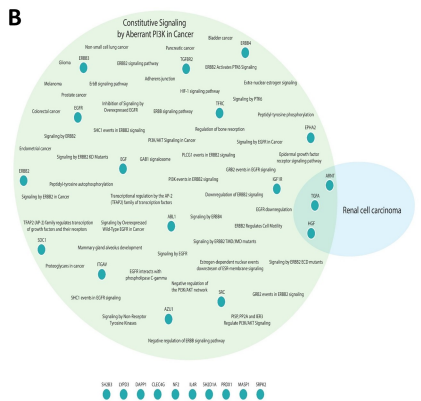 B
Constitutive Signaling
by Aberrant PI3K in Cancer
Bladder cancer
Non-small cell lung cancer
Pancreatic cancer
ERBB4
Glioma
ERBB3
ERBB2 signaling pathway
TGFBR2
ERBB2 Activates PTK6 Signaling
Adherens junction
Melanoma
ErbB signaling pathway
Extra-nuclear estrogen signaling
HIF-1 signaling pathway
Prostate cancer
Signaling by PTK6
Colorectal cancer
EGFR
Inhibition of Signaling by
Overexpressed EGFR
ERBB signaling pathway
TFRC
Peptidyl-tyrosine phosphorylation
SHC1 events in ERBB2 signaling
Regulation of bone resorption
EPHA2
Signaling by ERBB2
PI3K/AKT Signaling in Cancer
Signaling by EGFR in Cancer
Endometrial cancer
Signaling by ERBB2 KD Mutants
EGF
GAB1 signalosome
PLCG1 events in ERBB2 signaling
Epidermal growth factor
receptor signaling pathway
ERBB2
GRB2 events in EGFR signaling
Peptidyl-tyrosine autophosphorylation
PI3K events in ERBB2 signaling
IGF1R
ARNT
Signaling by ERBB2 in Cancer
Transcriptional regulation by the AP-2
(TFAP2) family of transcription factors
Downregulation of ERBB2 signaling
TGFA
Renal cell carcinoma
EGFR downregulation
TFAP2 (AP-2) family regulates transcription
of growth factors and their receptors
Signaling by Overexpressed
Wild-Type EGFR in Cancer
ABL1
Signaling by ERBB4
ERBB2 Regulates Cell Motility
HGF
SDC1
Mammary gland alveolus development
Signaling by ERBB2 TMD/JMD mutants
Signaling by EGFR
Proteoglycans in cancer
ITGAV
EGFR interacts with
phospholipase C-gamma
Estrogen-dependent nuclear events
downstream of ESR-membrane signaling
Signaling by ERBB2 ECD mutants
Negative regulation of
the PI3K/AKT network
SHC1 events in EGFR signaling
SRC
GRB2 events in ERBB2 signaling
Signaling by Non-Receptor
Tyrosine Kinases
AZU1
PI5P, PP2A and IER3
Regulate PI3K/AKT Signaling
Negative regulation of ERBB signaling pathway
SH2B3 LYPD3 DAPP1 CLEC4G NF2 IL4R SH2D1A PRDD1 MASP1 SRPK2